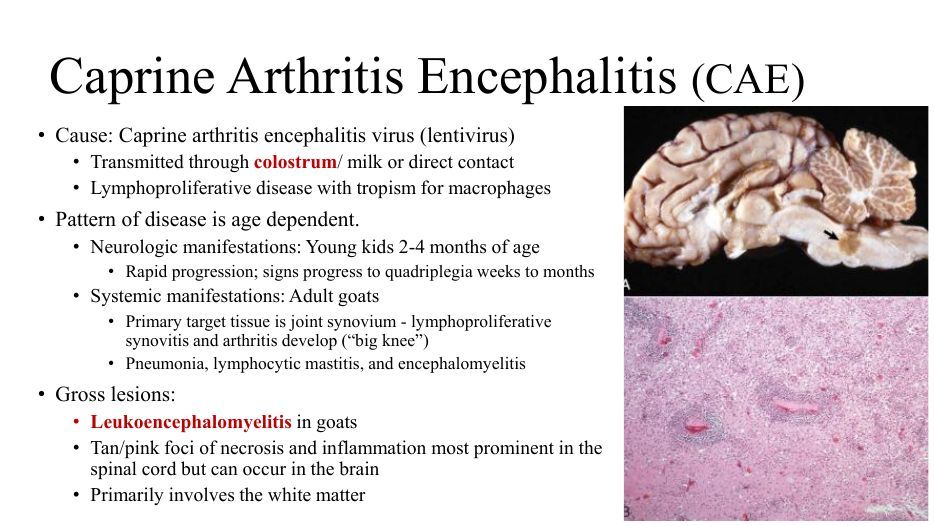 Caprine Arthritis Encephalitis (CAE)
• Cause: Caprine arthritis encephalitis virus (lentivirus)
• Transmitted through colostrum/ milk or direct contact
• Lymphoproliferative disease with tropism for macrophages
• Pattern of disease is age dependent.
• Neurologic manifestations: Young kids 2-4 months of age
• Rapid progression; signs progress to quadriplegia weeks to months
• Systemic manifestations: Adult goats
• Primary target tissue is joint synovium - lymphoproliferative
synovitis and arthritis develop (“big knee”)
• Pneumonia, lymphocytic mastitis, and encephalomyelitis
• Gross lesions:
• Leukoencephalomyelitis in goats
• Tan/pink foci of necrosis and inflammation most prominent in the
spinal cord but can occur in the brain
• Primarily involves the white matter
A
B